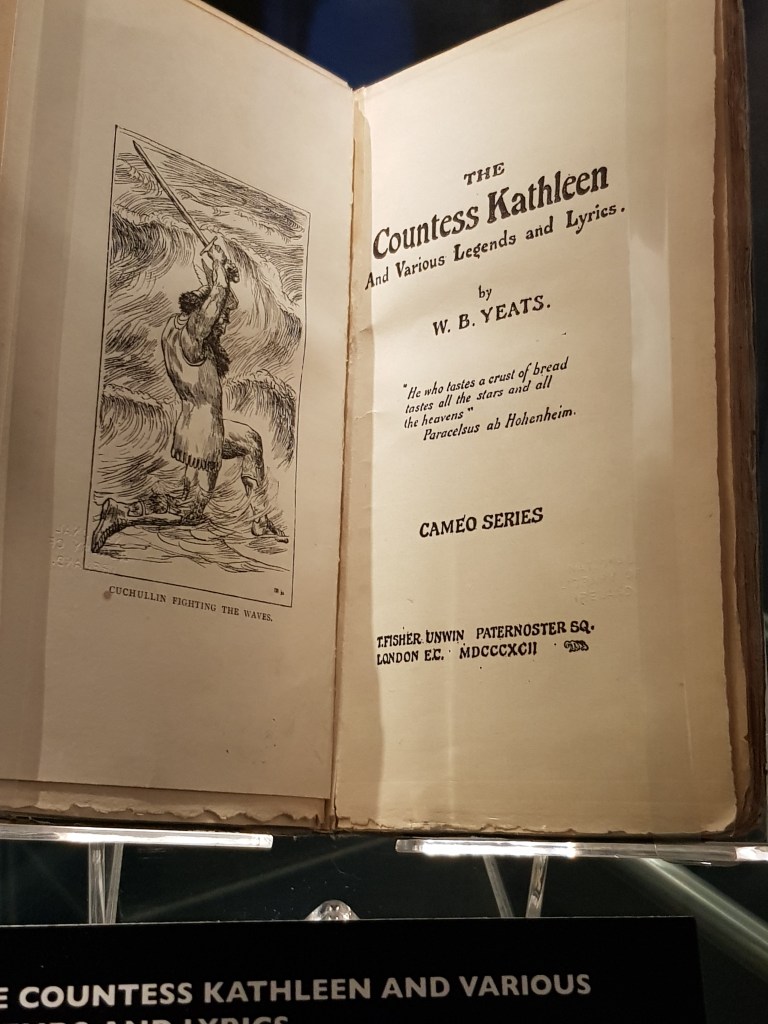 CUCHULLIN FIGHTING THE WAVES.
THE
Countess Kathleen
And Various Legends and Lyrics.
by
W. B. YEATS.
"He who tastes a crust of bread
tastes all the stars and all
the heavens"
Paracelsus ab Hohenheim.
CAMEO SERIES
T. FISHER UNWIN PATERNOSTER SQ.
LONDON E.C. MDCCCXCII
E COUNTESS KATHLEEN AND VARIOUS
AND LYRICS